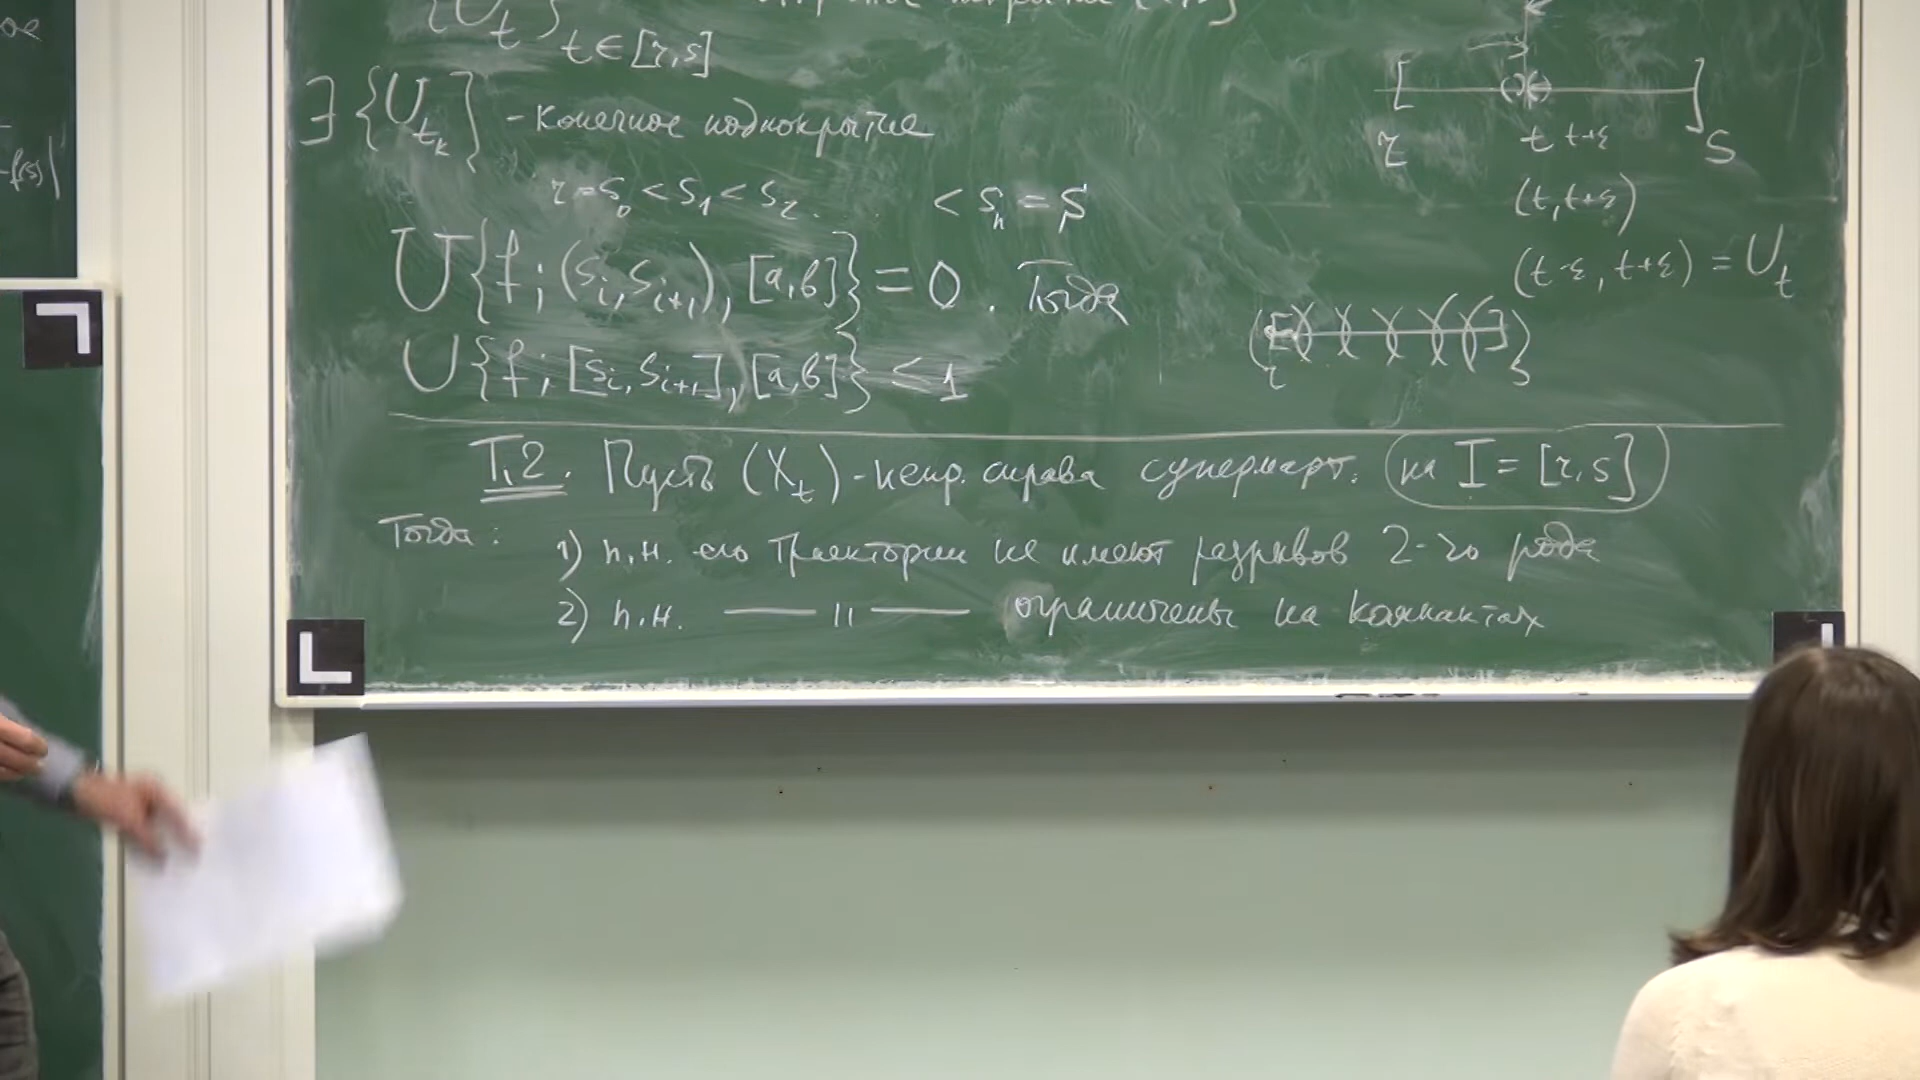 {U_t}_{t∈[r,s]}
∃ {U_{t_k}} - конечное подпокрытие
r = s_0 < s_1 < s_2 . . < s_n = s
U{f; (s_i, s_{i+1}), [a,b]} = 0. Тогда
U{f; [s_i, s_{i+1}], [a,b]} ≤ 1
[ ( )( ) ]
r t t+ε s
(t, t+ε)
(t-ε, t+ε) = U_t
r s
Т.2. Пусть (X_t) - непр. справа супермарт. на I = [r,s]
Тогда:
1) п.н. его траектории не имеют разрывов 2-го рода
2) п.н. —— 11 —— ограничены на компактах
-f(s)|